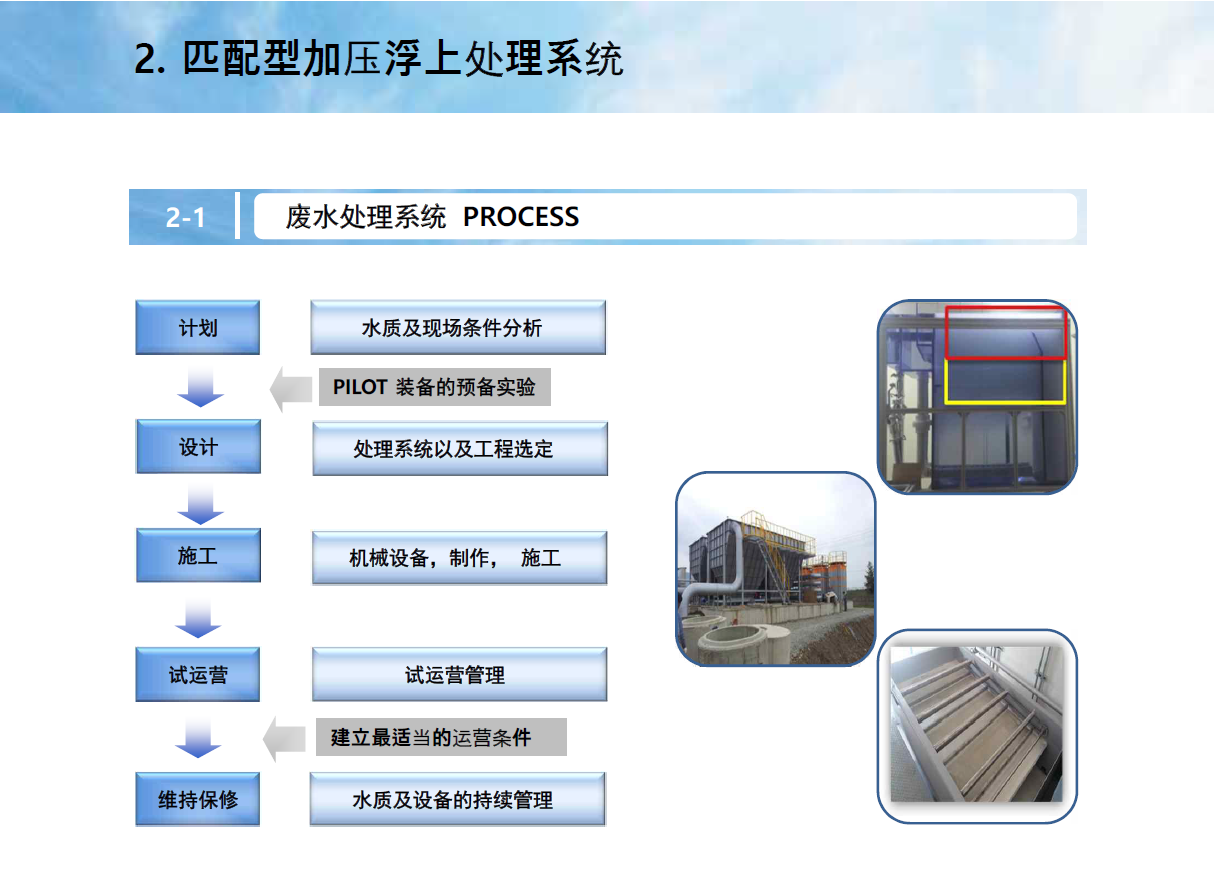 2. 匹配型加压浮上处理系统
2-1 废水处理系统 PROCESS
计划 水质及现场条件分析
PILOT 装备的预备实验
设计 处理系统以及工程选定
施工 机械设备，制作， 施工
试运营 试运营管理
建立最适当的运营条件
维持保修 水质及设备的持续管理